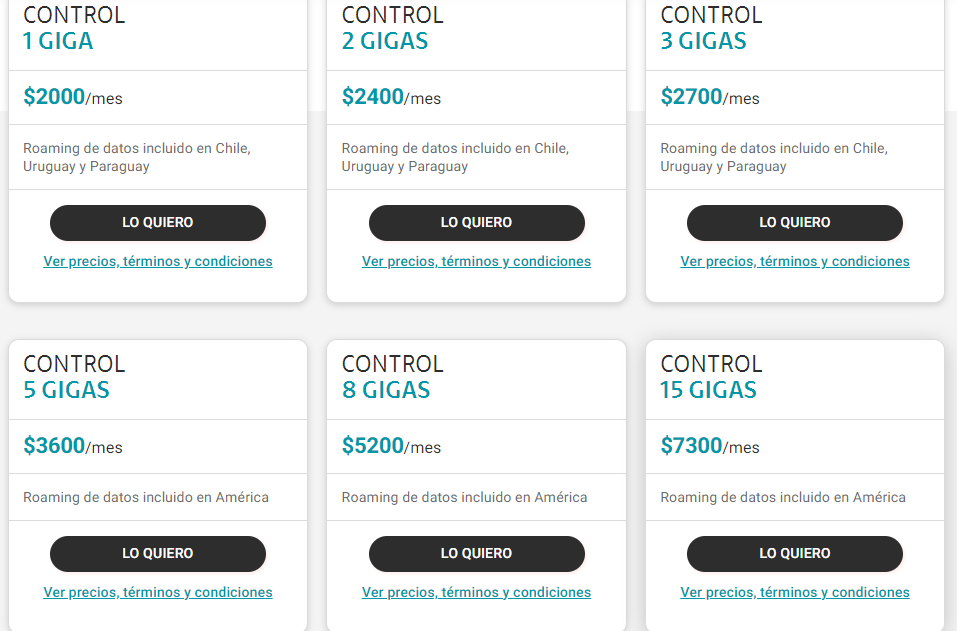 CONTROL
1 GIGA
$2000/mes
Roaming de datos incluido en Chile,
Uruguay y Paraguay
LO QUIERO
Ver precios, términos y condiciones
CONTROL
2 GIGAS
$2400/mes
Roaming de datos incluido en Chile,
Uruguay y Paraguay
LO QUIERO
Ver precios, términos y condiciones
CONTROL
3 GIGAS
$2700/mes
Roaming de datos incluido en Chile,
Uruguay y Paraguay
LO QUIERO
Ver precios, términos y condiciones
CONTROL
5 GIGAS
$3600/mes
Roaming de datos incluido en América
LO QUIERO
Ver precios, términos y condiciones
CONTROL
8 GIGAS
$5200/mes
Roaming de datos incluido en América
LO QUIERO
Ver precios, términos y condiciones
CONTROL
15 GIGAS
$7300/mes
Roaming de datos incluido en América
LO QUIERO
Ver precios, términos y condiciones